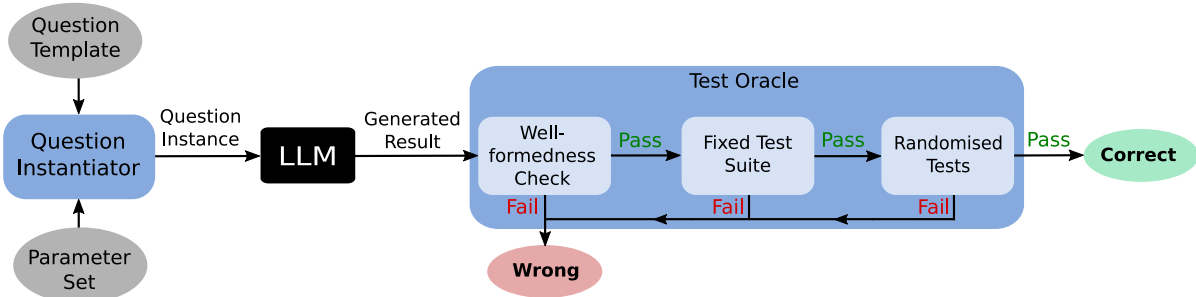 Question
Template
Question
Instantiator
Parameter
Set
Question
Instance
LLM
Generated
Result
Test Oracle
Well-
formedness
Check
Pass
Fixed Test
Suite
Pass
Randomised
Tests
Pass
Correct
Fail
Fail
Fail
Wrong